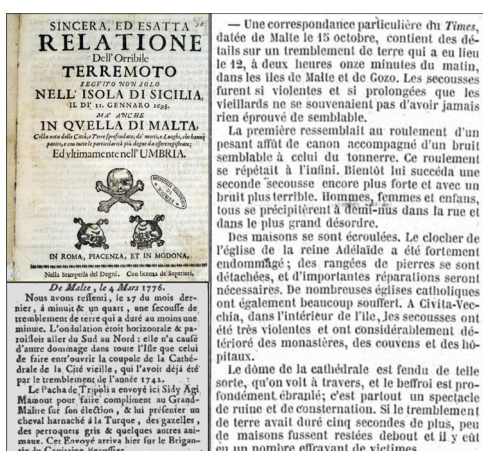 SINCERA, ED ESATTA
RELATIONE
Dell'Orribile
TERREMOTO
SEGVITO NON SOLO
NELL'ISOLA DI SICILIA,
IL DI' 11. GENNARO 1693.
MA' ANCHE
IN QVELLA DI MALTA,
Colla nota delle Città, e Terre sprofondate, de' morti, e Luoghi, che hanno
patito, e con tutte le particolarità più degne da essere registrate;
Ed vltimamente nell'UMBRIA.
IN ROMA, PIACENZA, ET IN MODONA,
Nella Stamperia del Degni. Con licenza de' Superiori,
De Malte, le 4 Mars 1776.
Nous avons ressenti, le 27 du mois der-
nier, à minuit & un quart, une secousse de
tremblement de terre qui a duré au moins une
minute. L'ondulation étoit horizontale & pa-
roissoit aller du Sud au Nord : elle n'a causé
d'autre dommage dans toute l'Isle que celui
de faire entr'ouvrir la coupole de la Cathé-
drale de la Cité vieille, qui l'avoit déjà été
par le tremblement de l'année 1742.
Le Pacha de Tripoli a envoyé ici Sidy Agi
Mamout pour faire compliment au Grand-
Maître sur son élection, & lui présenter un
cheval harnaché à la Turque, des gazelles,
des perroquets gris & quelques autres ani-
maux. Cet Envoyé arriva hier sur le Brigan-
— Une correspondance particulière du Times,
datée de Malte le 15 octobre, contient des dé-
tails sur un tremblement de terre qui a eu lieu
le 12, à deux heures onze minutes du matin,
dans les îles de Malte et de Gozo. Les secousses
furent si violentes et si prolongées que les
vieillards ne se souvenaient pas d'avoir jamais
rien éprouvé de semblable.
La première ressemblait au roulement d'un
pesant affût de canon accompagné d'un bruit
semblable à celui du tonnerre. Ce roulement
se répétait à l'infini. Bientôt lui succéda une
seconde secousse encore plus forte et avec un
bruit plus terrible. Hommes, femmes et enfans,
tous se précipitèrent à demi-nus dans la rue et
dans le plus grand désordre.
Des maisons se sont écroulées. Le clocher de
l'église de la reine Adélaïde a été fortement
endommagé ; des rangées de pierres se sont
détachées, et d'importantes réparations seront
nécessaires. De nombreuses églises catholiques
ont également beaucoup souffert. A Civita-Vec-
chia, dans l'intérieur de l'île, les secousses ont
été très violentes et ont considérablement dé-
térioré des monastères, des couvens et des hô-
pitaux.
Le dôme de la cathédrale est fendu de telle
sorte, qu'on voit à travers, et le beffroi est pro-
fondément ébranlé ; c'est partout un spectacle
de ruine et de consternation. Si le tremblement
de terre avait duré cinq secondes de plus, peu
de maisons fussent restées debout et il y eût
eu un nombre effrayant de victimes.